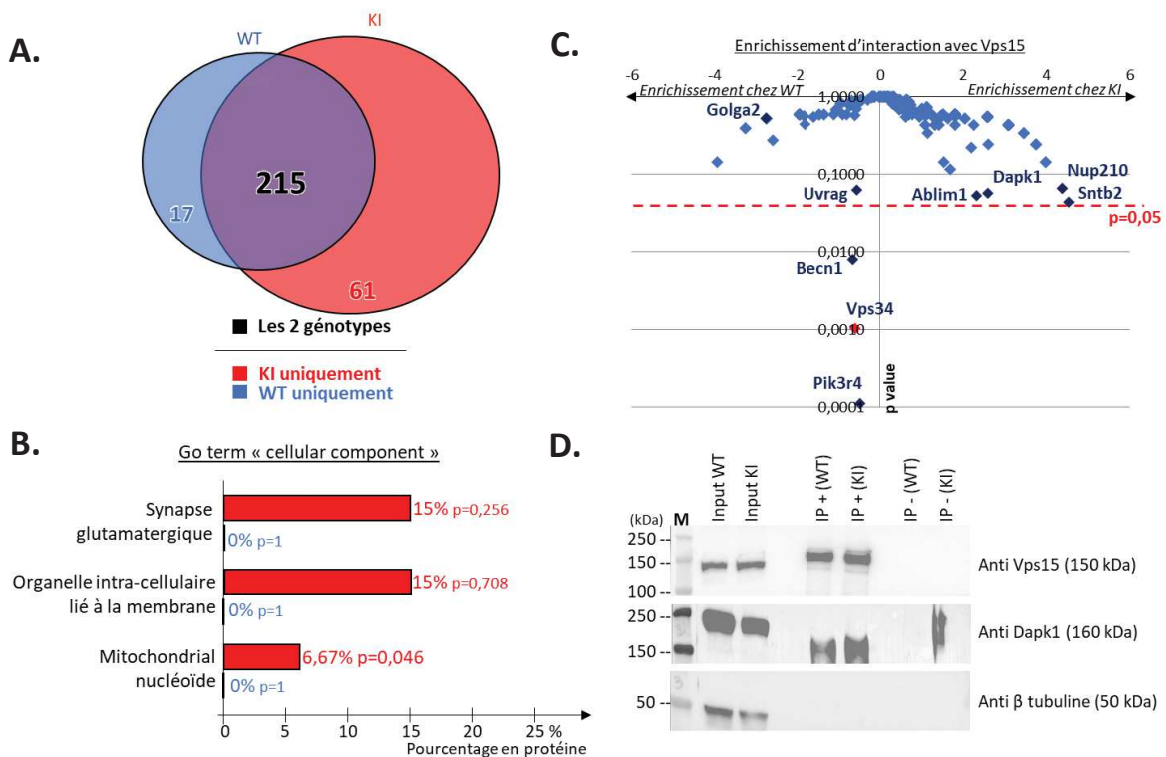 A.
WT
KI
17
215
61
Les 2 génotypes
KI uniquement
WT uniquement
B.
Go term « cellular component »
Synapse
glutamatergique
15% p=0,256
0% p=1
Organelle intra-cellulaire
lié à la membrane
15% p=0,708
0% p=1
Mitochondrial
nucléoïde
6,67% p=0,046
0% p=1
0 5 10 15 20 25 %
Pourcentage en protéine
C.
Enrichissement d'interaction avec Vps15
-6 -4 -2 0 2 4 6
Enrichissement chez WT
Enrichissement chez KI
1,0000
Golga2
0,1000
Uvrag
Ablim1
Dapk1
Nup210
Sntb2
p=0,05
0,0100
Becn1
Vps34
0,0010
Pik3r4
0,0001
p value
D.
(kDa)
M
Input WT
Input KI
IP + (WT)
IP + (KI)
IP - (WT)
IP - (KI)
250 --
150 --
100 --
Anti Vps15 (150 kDa)
250 --
150 --
Anti Dapk1 (160 kDa)
50 --
Anti β tubuline (50 kDa)